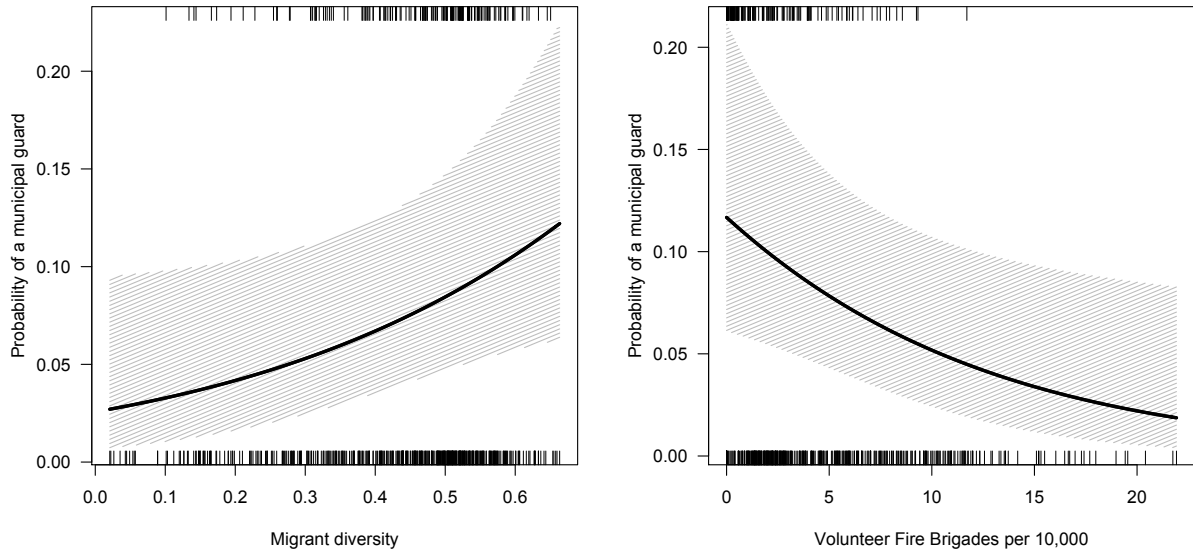 Probability of a municipal guard
0.20
0.15
0.10
0.05
0.00
0.0 0.1 0.2 0.3 0.4 0.5 0.6
Migrant diversity
Probability of a municipal guard
0.20
0.15
0.10
0.05
0.00
0 5 10 15 20
Volunteer Fire Brigades per 10,000